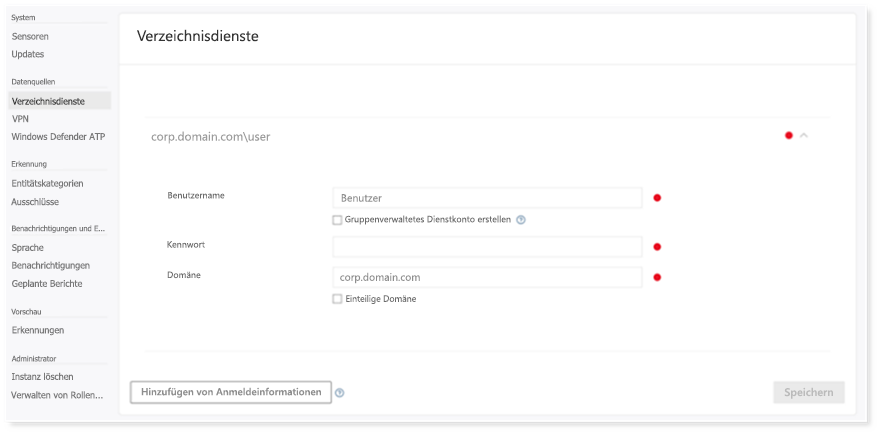 System
Sensoren
Updates
Datenquellen
Verzeichnisdienste
VPN
Windows Defender ATP
Erkennung
Entitätskategorien
Ausschlüsse
Benachrichtigungen und E...
Sprache
Benachrichtigungen
Geplante Berichte
Vorschau
Erkennungen
Administrator
Instanz löschen
Verwalten von Rollen...
Verzeichnisdienste
corp.domain.com\user
Benutzername
Benutzer
Gruppenverwaltetes Dienstkonto erstellen ?
Kennwort
Domäne
corp.domain.com
Einteilige Domäne
Hinzufügen von Anmeldeinformationen ?
Speichern